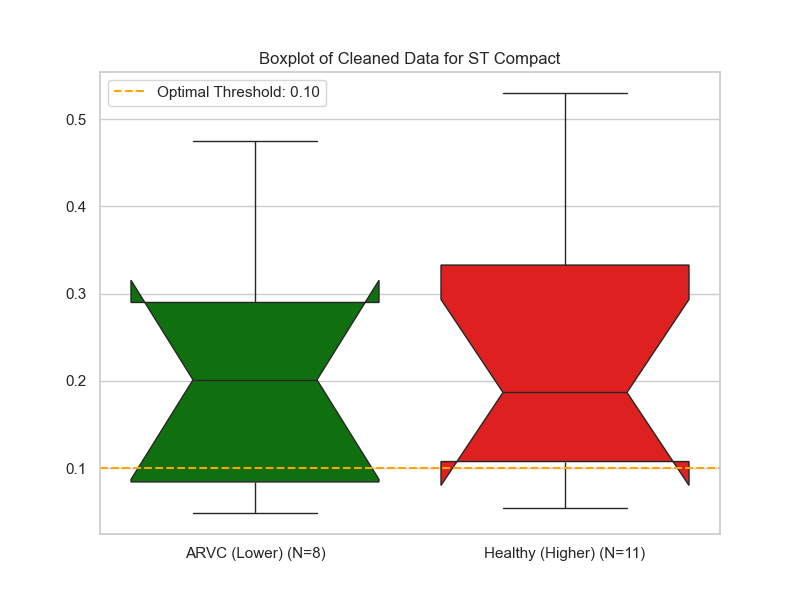 Boxplot of Cleaned Data for ST Compact
Optimal Threshold: 0.10
0.5
0.4
0.3
0.2
0.1
ARVC (Lower) (N=8)
Healthy (Higher) (N=11)